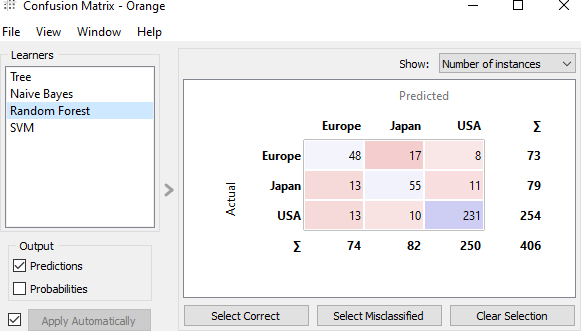 Confusion Matrix - Orange
File View Window Help
Learners
Tree
Naive Bayes
Random Forest
SVM
Output
Predictions
Probabilities
Apply Automatically
Show: Number of instances
Predicted
Europe Japan USA Σ
Actual
Europe 48 17 8 73
Japan 13 55 11 79
USA 13 10 231 254
Σ 74 82 250 406
Select Correct Select Misclassified Clear Selection